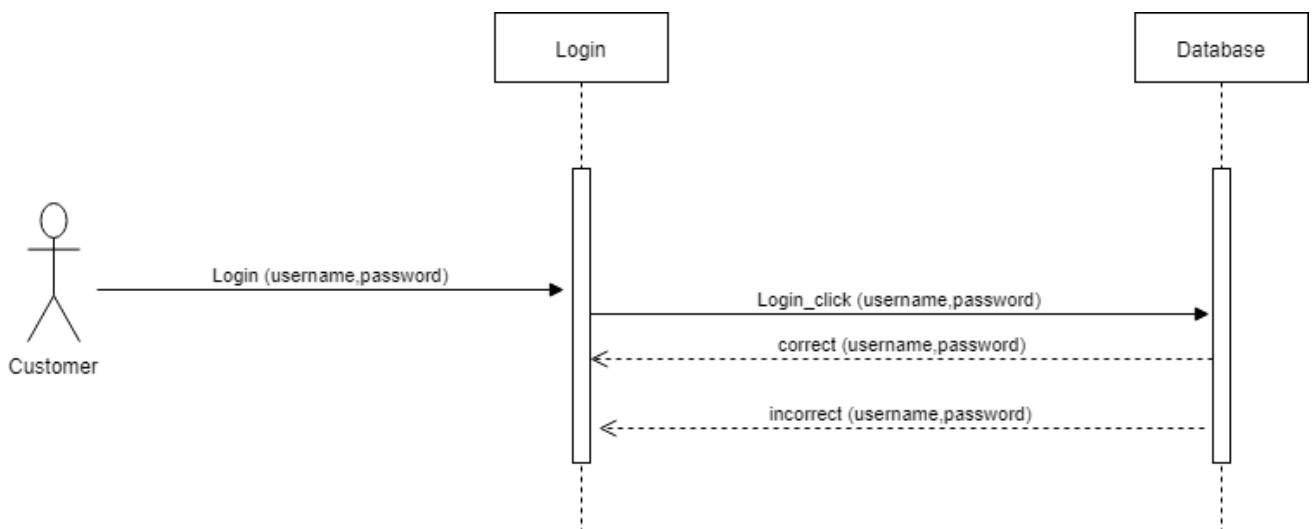 Login
Database
Login (username,password)
Login_click (username,password)
correct (username,password)
Customer
incorrect (username,password)